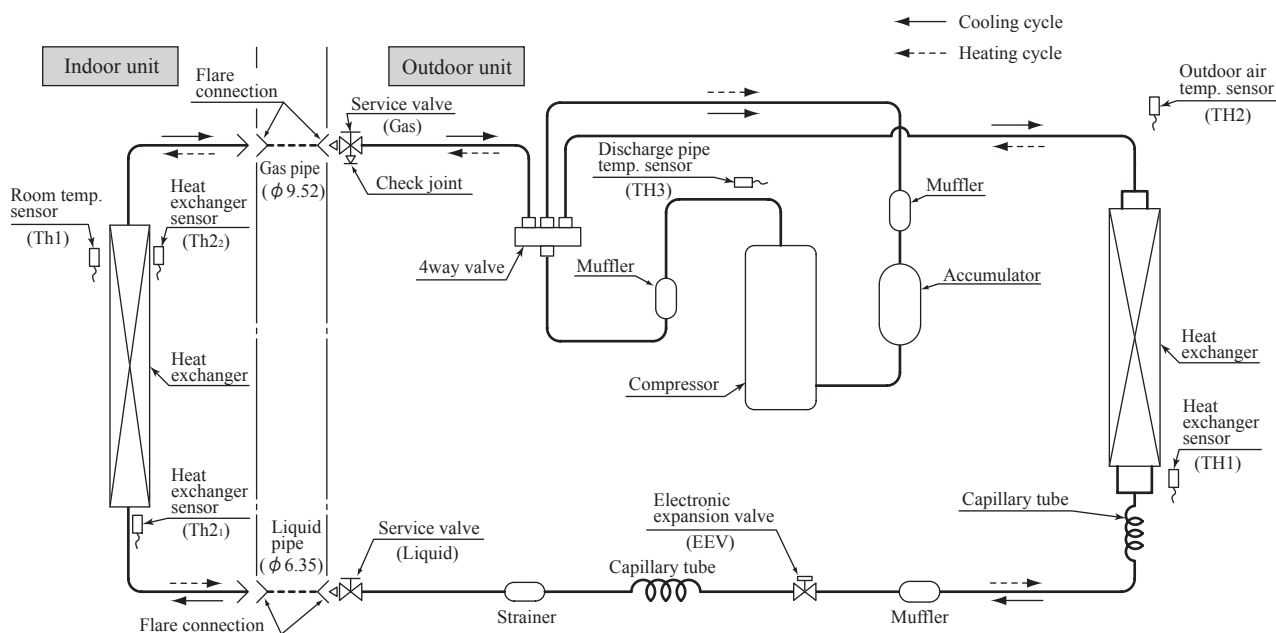 Cooling cycle
Heating cycle
Indoor unit
Outdoor unit
Flare
connection
Service valve
(Gas)
Outdoor air
temp. sensor
(TH2)
Discharge pipe
temp. sensor
(TH3)
Gas pipe
(ϕ9.52)
Check joint
Muffler
Room temp.
sensor
(Th1)
Heat
exchanger
sensor
(Th2₂)
4way valve
Muffler
Accumulator
Heat
exchanger
Compressor
Heat
exchanger
Heat
exchanger
sensor
(TH1)
Heat
exchanger
sensor
(Th2₁)
Liquid
pipe
(ϕ6.35)
Service valve
(Liquid)
Electronic
expansion valve
(EEV)
Capillary tube
Capillary tube
Strainer
Muffler
Flare connection